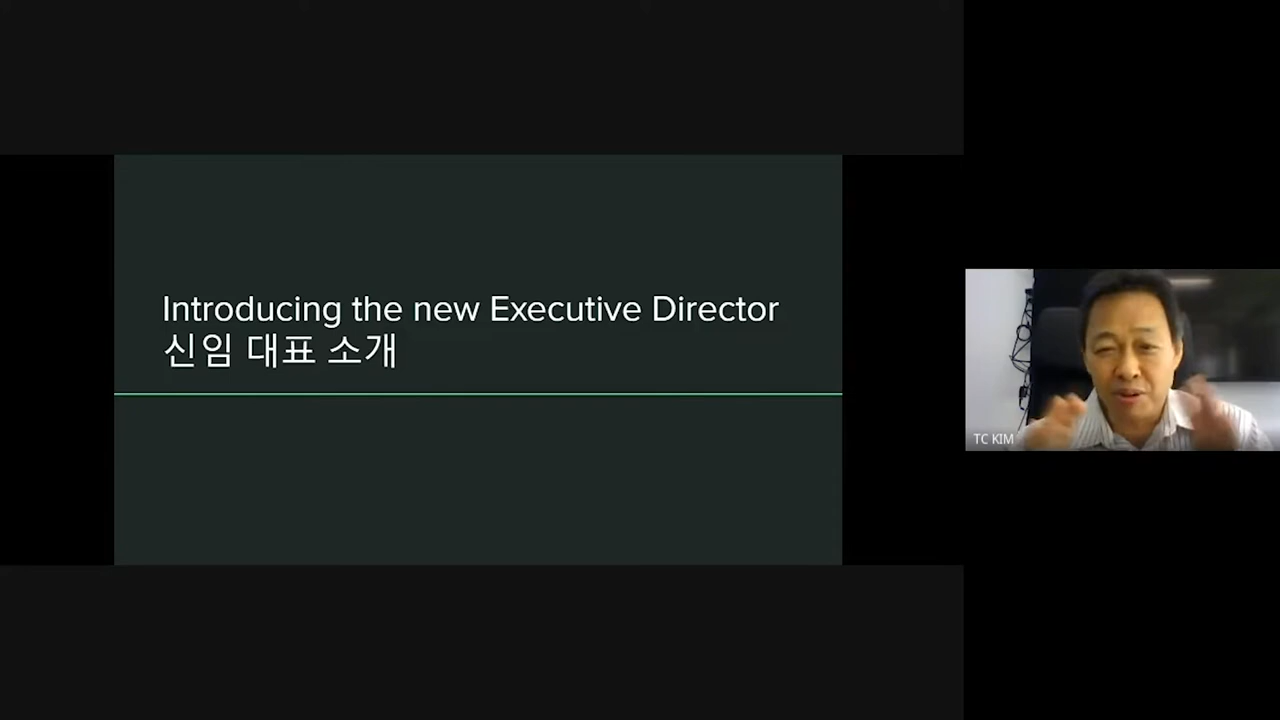 Introducing the new Executive Director
신임 대표 소개
TC KIM